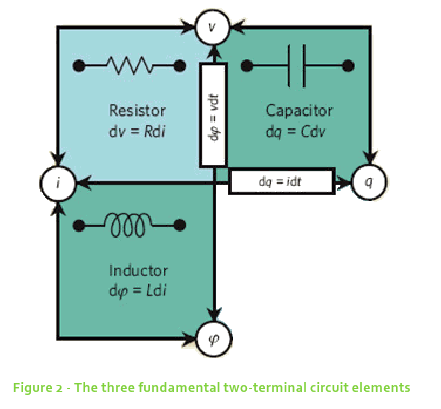 v
Resistor
dv = Rdi
dφ = vdt
Capacitor
dq = Cdv
i
dq = idt
q
Inductor
dφ = Ldi
φ
Figure 2 - The three fundamental two-terminal circuit elements